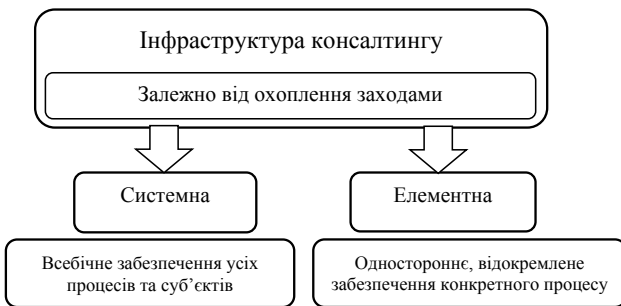 Інфраструктура консалтингу
Залежно від охоплення заходами
Системна
Елементна
Всебічне забезпечення усіх
процесів та суб’єктів
Одностороннє, відокремлене
забезпечення конкретного процесу